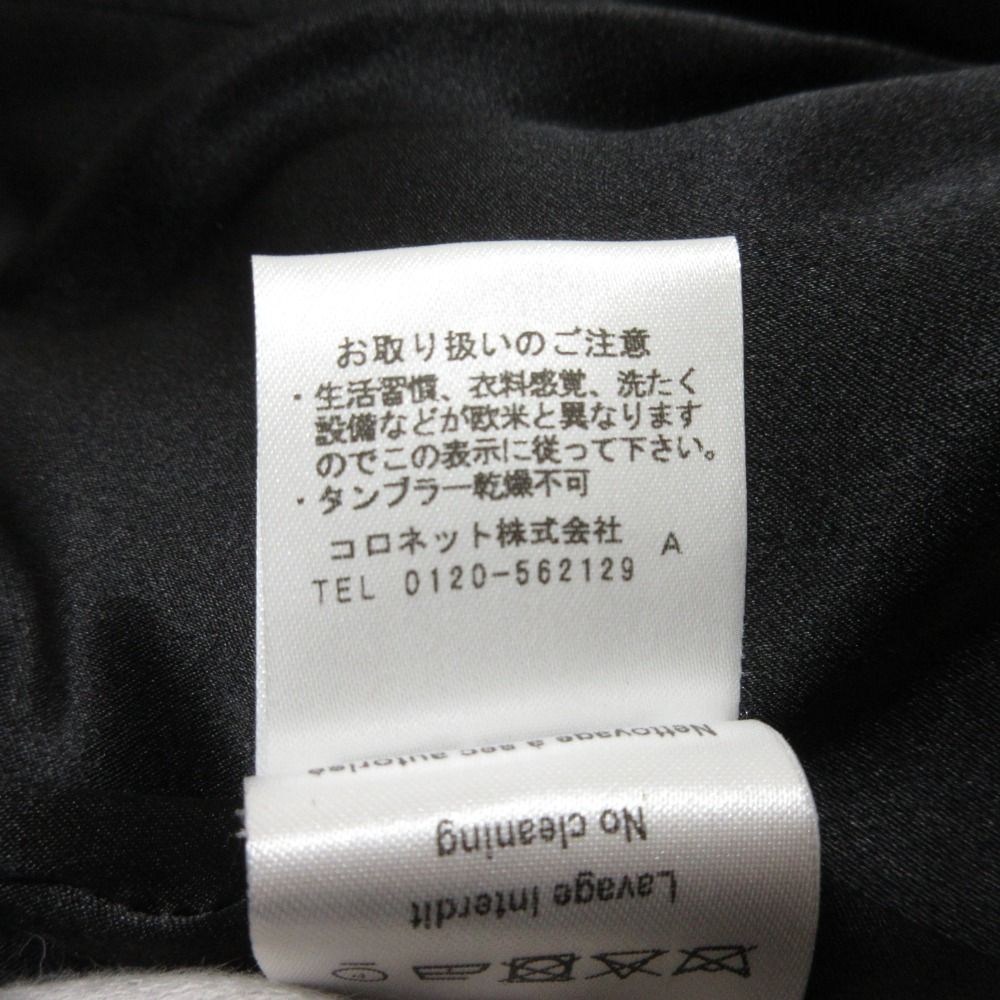 お取り扱いのご注意
・生活習慣、衣料感覚、洗たく
設備などが欧米と異なります
のでこの表示に従って下さい。
・タンブラー乾燥不可
コロネット株式会社 A
TEL 0120-562129
Nettoyage à sec autorisé
No cleaning
Lavage interdit